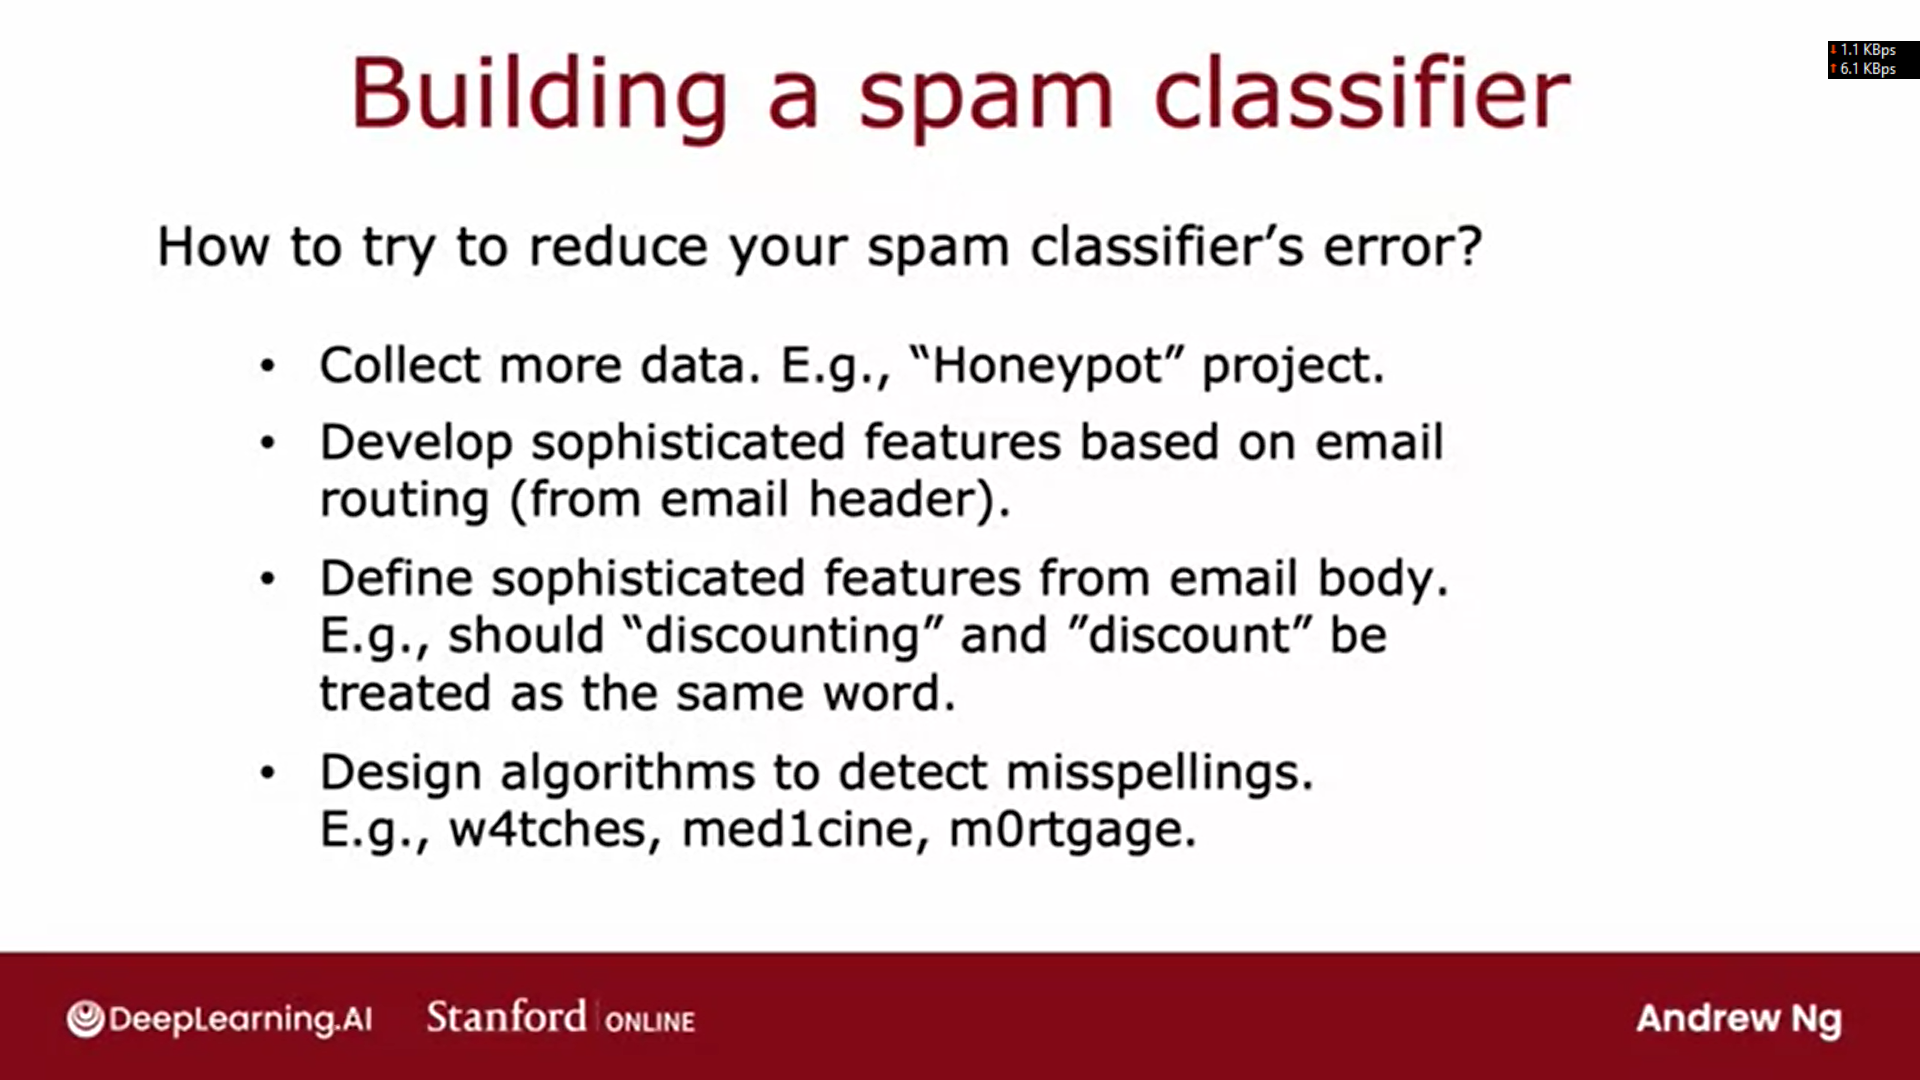 Building a spam classifier
↓ 1.1 KBps
↑ 6.1 KBps
How to try to reduce your spam classifier’s error?
• Collect more data. E.g., “Honeypot” project.
• Develop sophisticated features based on email
routing (from email header).
• Define sophisticated features from email body.
E.g., should “discounting” and ”discount” be
treated as the same word.
• Design algorithms to detect misspellings.
E.g., w4tches, med1cine, m0rtgage.
DeepLearning.AI
Stanford | ONLINE
Andrew Ng